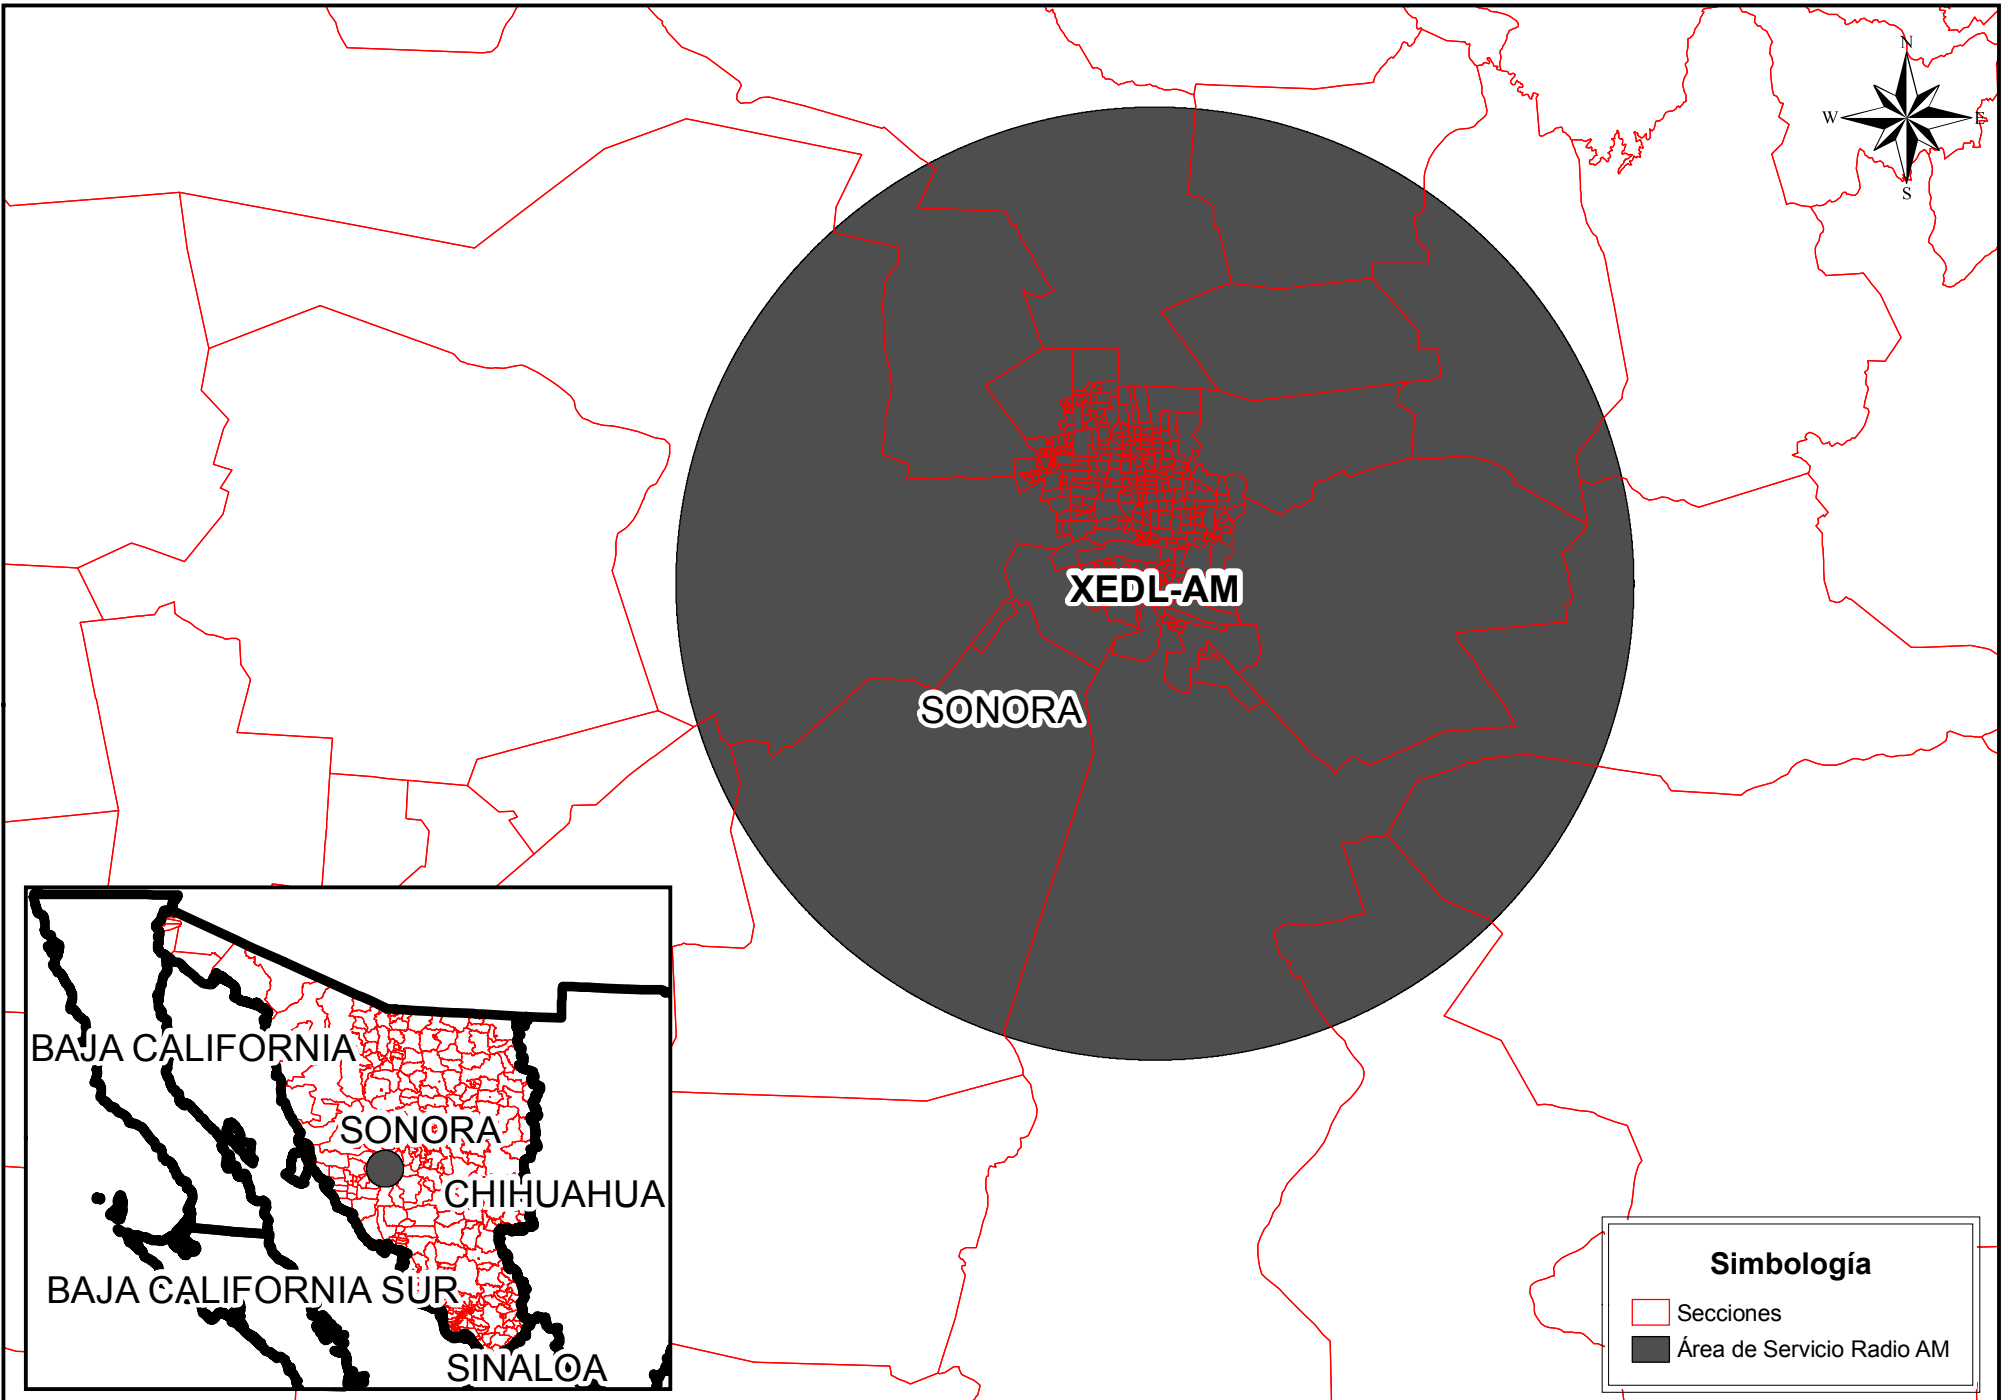 N
W
E
S
XEDL-AM
SONORA
BAJA CALIFORNIA
SONORA
CHIHUAHUA
BAJA CALIFORNIA SUR
SINALOA
Simbología
Secciones
Área de Servicio Radio AM